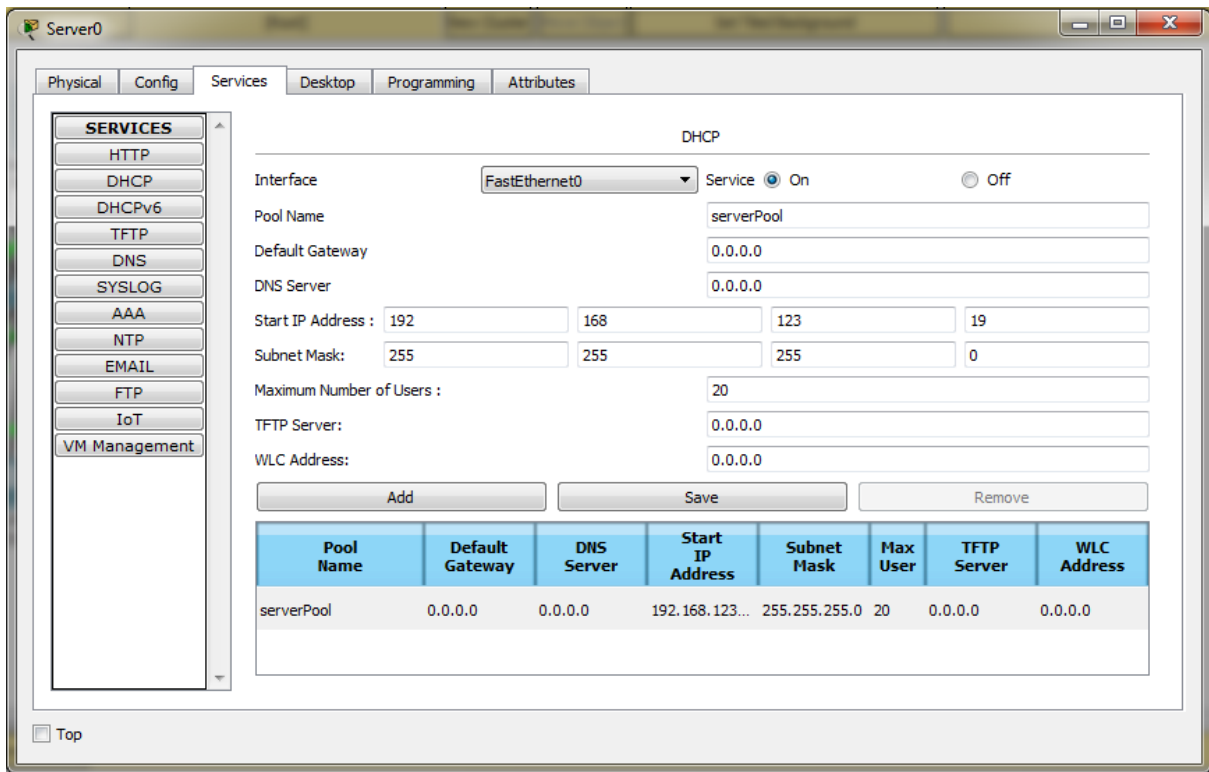 Server0
Physical Config Services Desktop Programming Attributes
SERVICES
HTTP
DHCP
DHCPv6
TFTP
DNS
SYSLOG
AAA
NTP
EMAIL
FTP
IoT
VM Management
DHCP
Interface FastEthernet0 Service On Off
Pool Name serverPool
Default Gateway 0.0.0.0
DNS Server 0.0.0.0
Start IP Address : 192 168 123 19
Subnet Mask: 255 255 255 0
Maximum Number of Users : 20
TFTP Server: 0.0.0.0
WLC Address: 0.0.0.0
Add Save Remove
Pool Name Default Gateway DNS Server Start IP Address Subnet Mask Max User TFTP Server WLC Address
serverPool 0.0.0.0 0.0.0.0 192.168.123... 255.255.255.0 20 0.0.0.0 0.0.0.0
Top